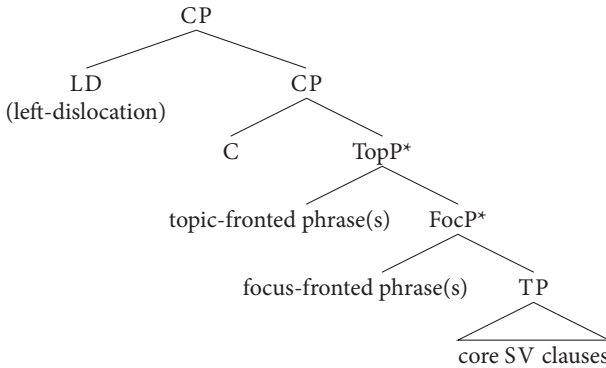 CP
LD CP
(left-dislocation)
C TopP*
topic-fronted phrase(s) FocP*
focus-fronted phrase(s) TP
core SV clauses